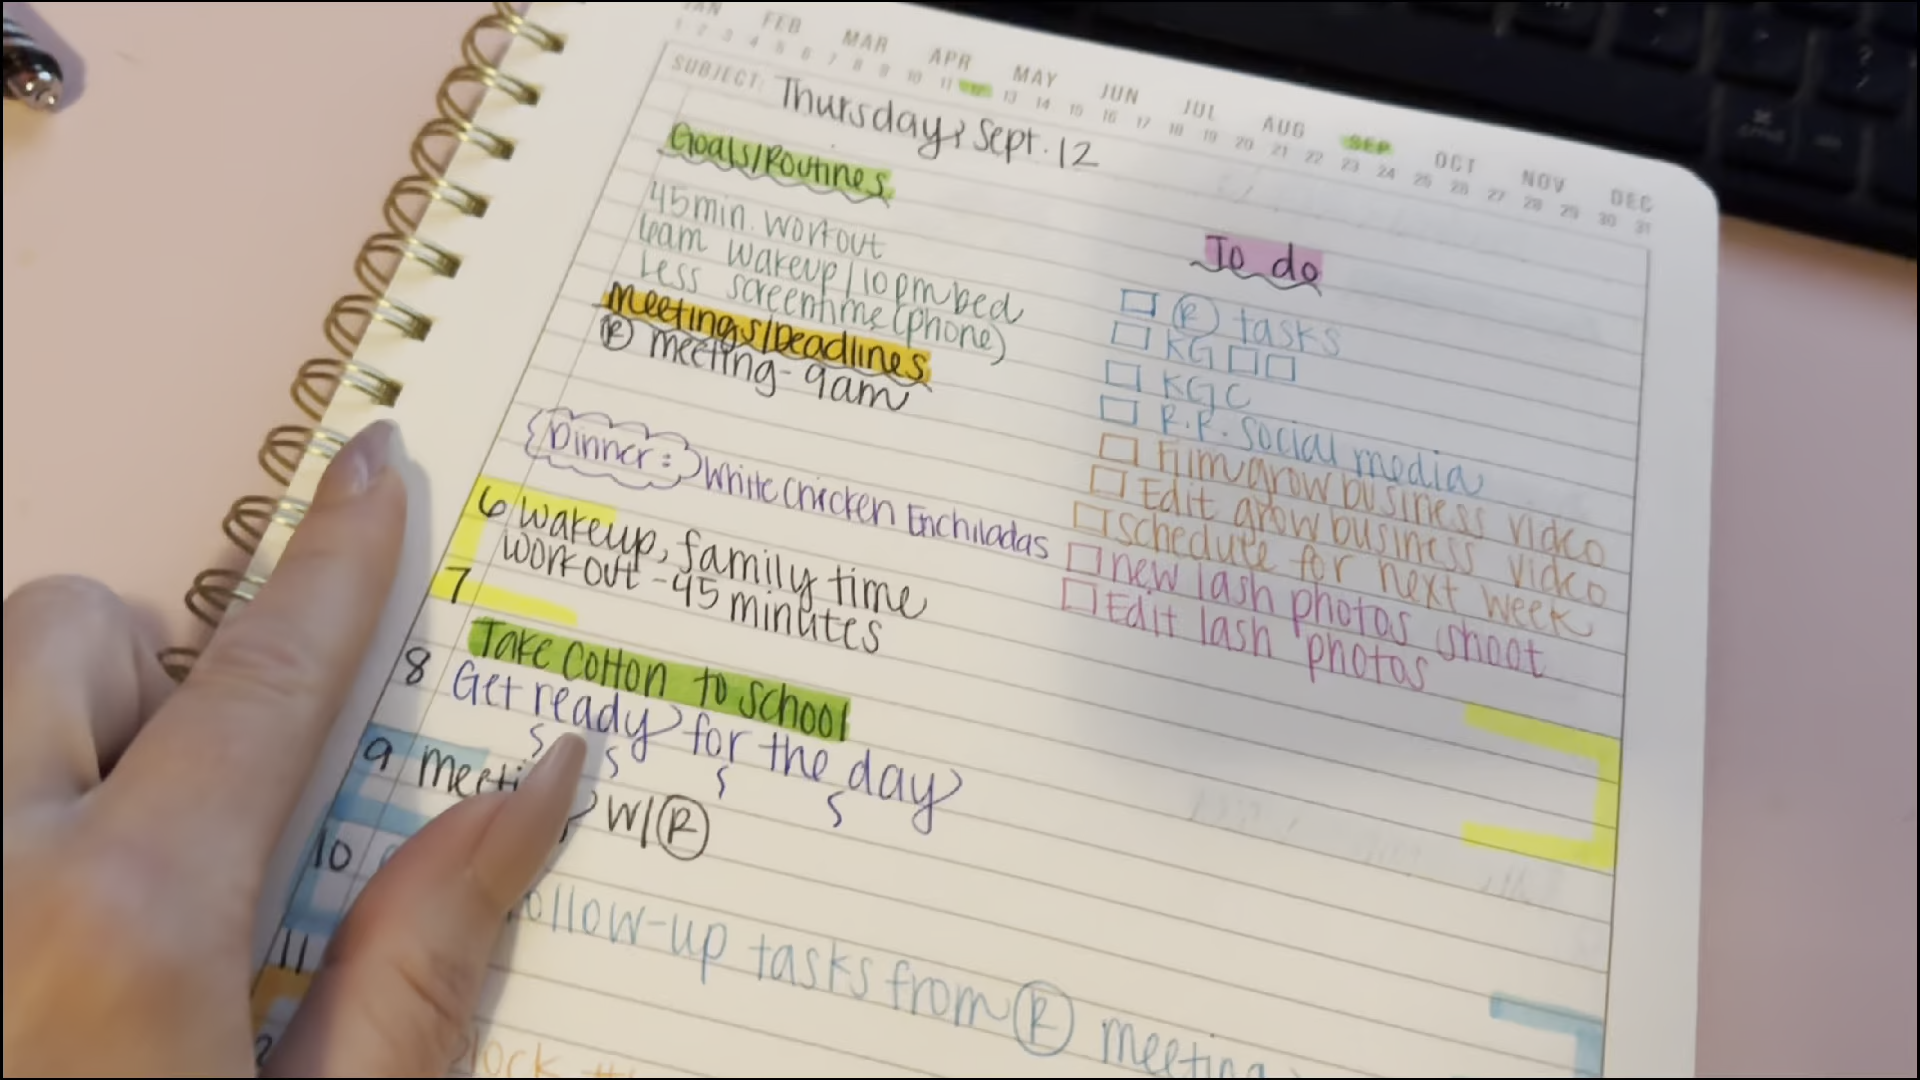 JAN FEB MAR APR MAY JUN JUL AUG SEP OCT NOV DEC
1 2 3 4 5 6 7 8 9 10 11 12 13 14 15 16 17 18 19 20 21 22 23 24 25 26 27 28 29 30 31
SUBJECT: Thursday, Sept. 12
Goals/Routines
45 min. workout
6am wakeup/10pm bed
Less screentime (phone)
Meetings/Deadlines
R meeting - 9am
Dinner: White Chicken Enchiladas
To do
R tasks
KG
KGC
P.P. social media
Film grow business video
Edit grow business video
Schedule for next week
new lash photos shoot
Edit lash photos
6 wakeup, family time
workout - 45 minutes
7
Take Colton to school
8 Get ready for the day
9 meeti W/ R
10
ollow-up tasks from R meeting
11
lock